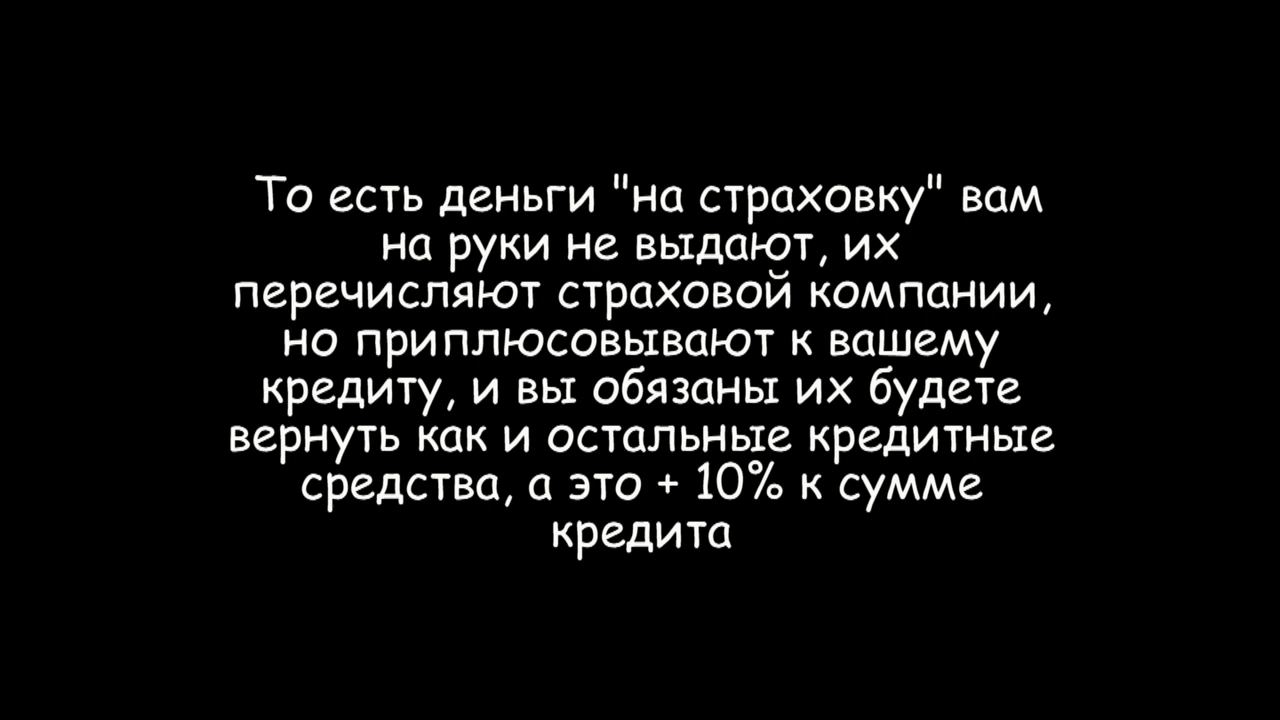 То есть деньги "на страховку" вам
на руки не выдают, их
перечисляют страховой компании,
но приплюсовывают к вашему
кредиту, и вы обязаны их будете
вернуть как и остальные кредитные
средства, а это + 10% к сумме
кредита